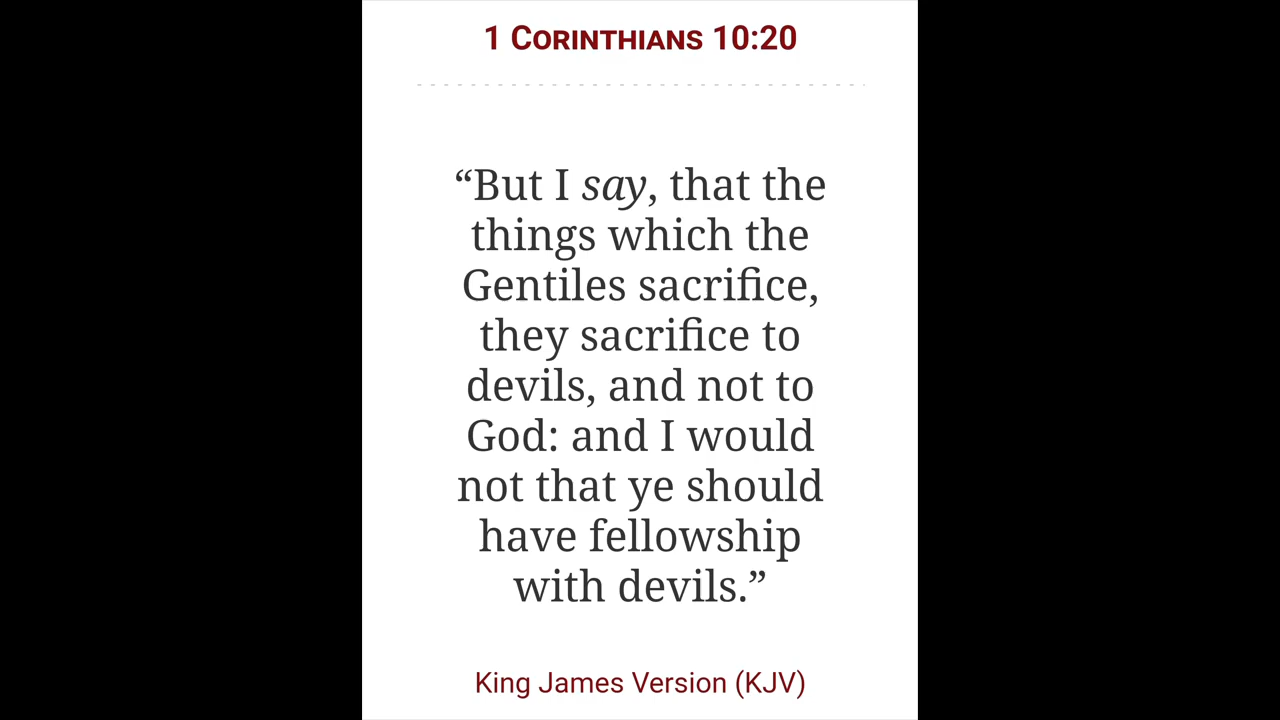 1 Corinthians 10:20
“But I say, that the
things which the
Gentiles sacrifice,
they sacrifice to
devils, and not to
God: and I would
not that ye should
have fellowship
with devils.”
King James Version (KJV)